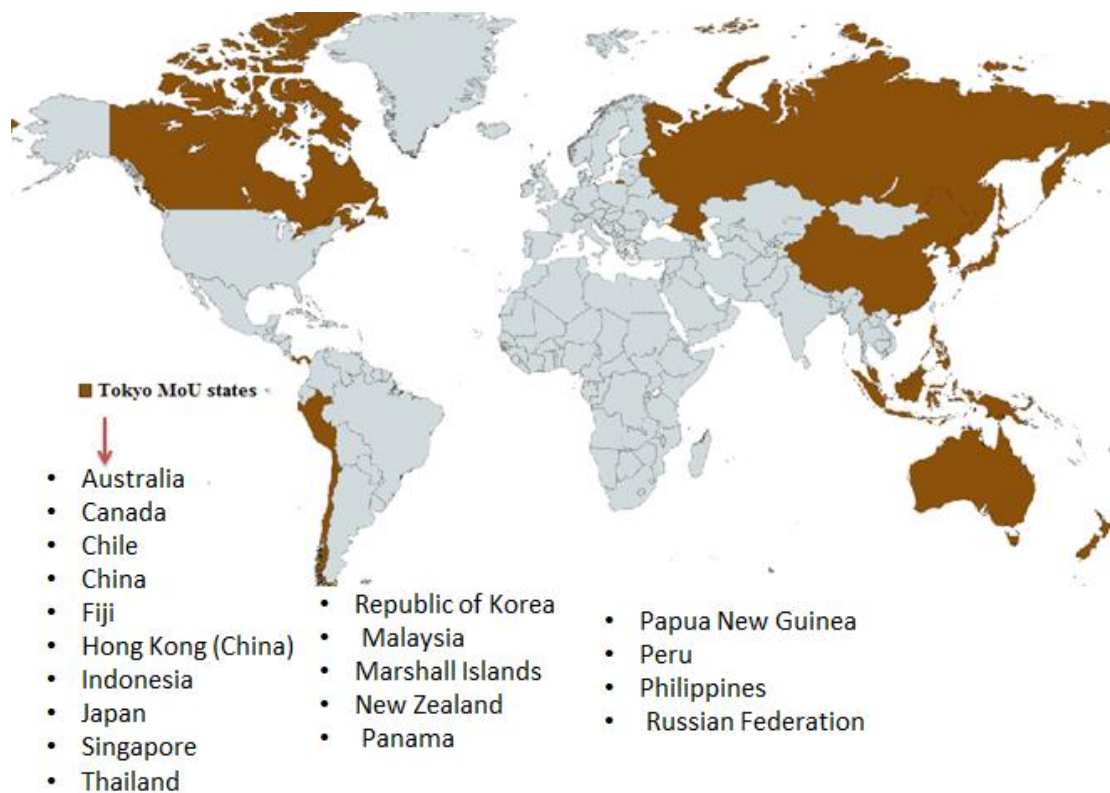 Tokyo MoU states
• Australia
• Canada
• Chile
• China
• Fiji
• Hong Kong (China)
• Indonesia
• Japan
• Singapore
• Thailand
• Republic of Korea
• Malaysia
• Marshall Islands
• New Zealand
• Panama
• Papua New Guinea
• Peru
• Philippines
• Russian Federation